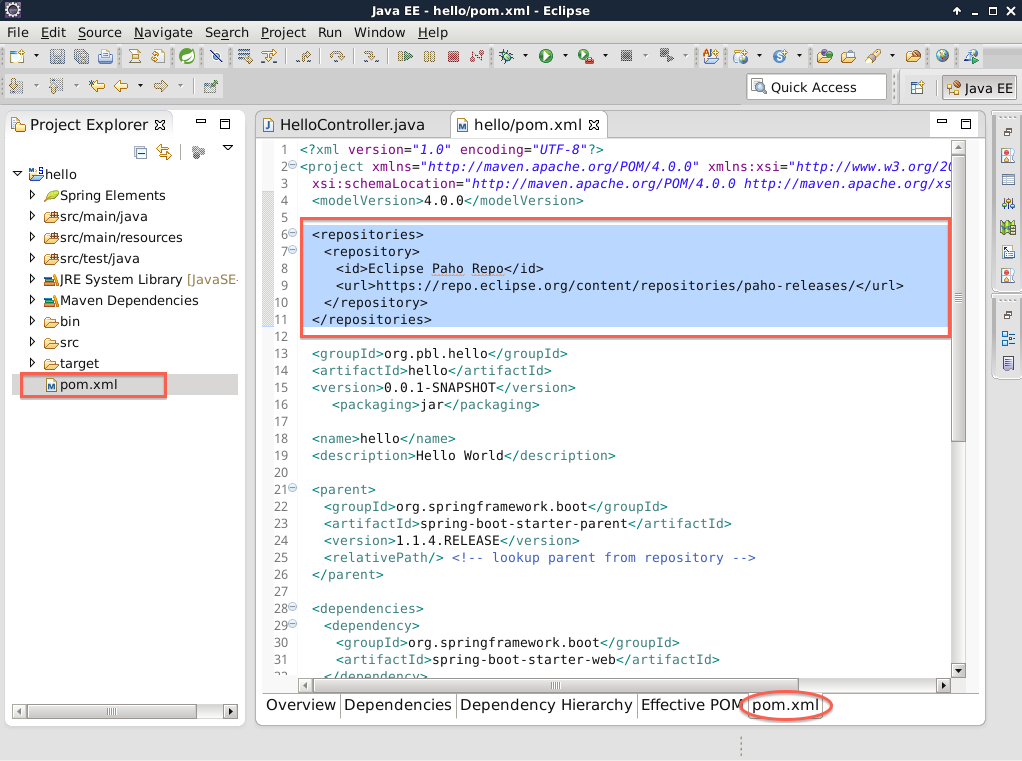 Java EE - hello/pom.xml - Eclipse
File Edit Source Navigate Search Project Run Window Help
Quick Access
Java EE
Project Explorer
hello
Spring Elements
src/main/java
src/main/resources
src/test/java
JRE System Library [JavaSE-
Maven Dependencies
bin
src
target
pom.xml
HelloController.java hello/pom.xml
1 <?xml version="1.0" encoding="UTF-8"?>
2 <project xmlns="http://maven.apache.org/POM/4.0.0" xmlns:xsi="http://www.w3.org/20
3 xsi:schemaLocation="http://maven.apache.org/POM/4.0.0 http://maven.apache.org/xs
4 <modelVersion>4.0.0</modelVersion>
5
6 <repositories>
7 <repository>
8 <id>Eclipse Paho Repo</id>
9 <url>https://repo.eclipse.org/content/repositories/paho-releases/</url>
10 </repository>
11 </repositories>
12
13 <groupId>org.pbl.hello</groupId>
14 <artifactId>hello</artifactId>
15 <version>0.0.1-SNAPSHOT</version>
16 <packaging>jar</packaging>
17
18 <name>hello</name>
19 <description>Hello World</description>
20
21 <parent>
22 <groupId>org.springframework.boot</groupId>
23 <artifactId>spring-boot-starter-parent</artifactId>
24 <version>1.1.4.RELEASE</version>
25 <relativePath/> <!-- lookup parent from repository -->
26 </parent>
27
28 <dependencies>
29 <dependency>
30 <groupId>org.springframework.boot</groupId>
31 <artifactId>spring-boot-starter-web</artifactId>
32 </dependency>
Overview Dependencies Dependency Hierarchy Effective POM pom.xml